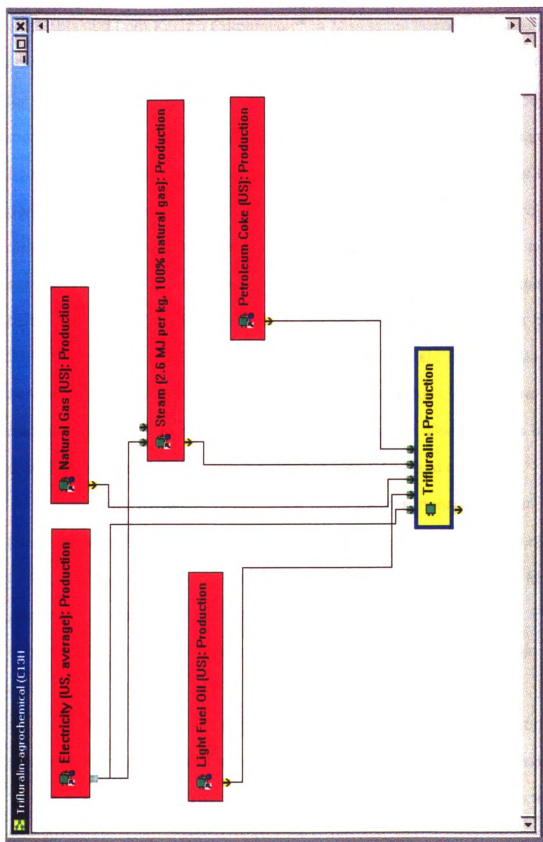 Trifluralin-agrochemical (C13H
Electricity (US, average): Production
Natural Gas (US): Production
Steam (2.6 MJ per kg, 100% natural gas): Production
Light Fuel Oil (US): Production
Petroleum Coke (US): Production
Trifluralin: Production